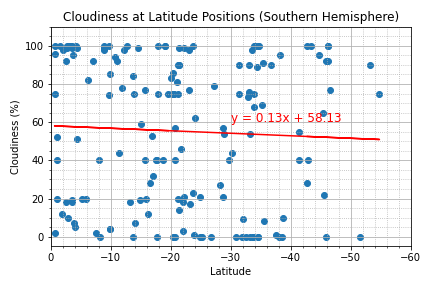 Cloudiness at Latitude Positions (Southern Hemisphere)
100
80
60
40
20
0
Cloudiness (%)
y = 0.13x + 58.13
0 −10 −20 −30 −40 −50 −60
Latitude